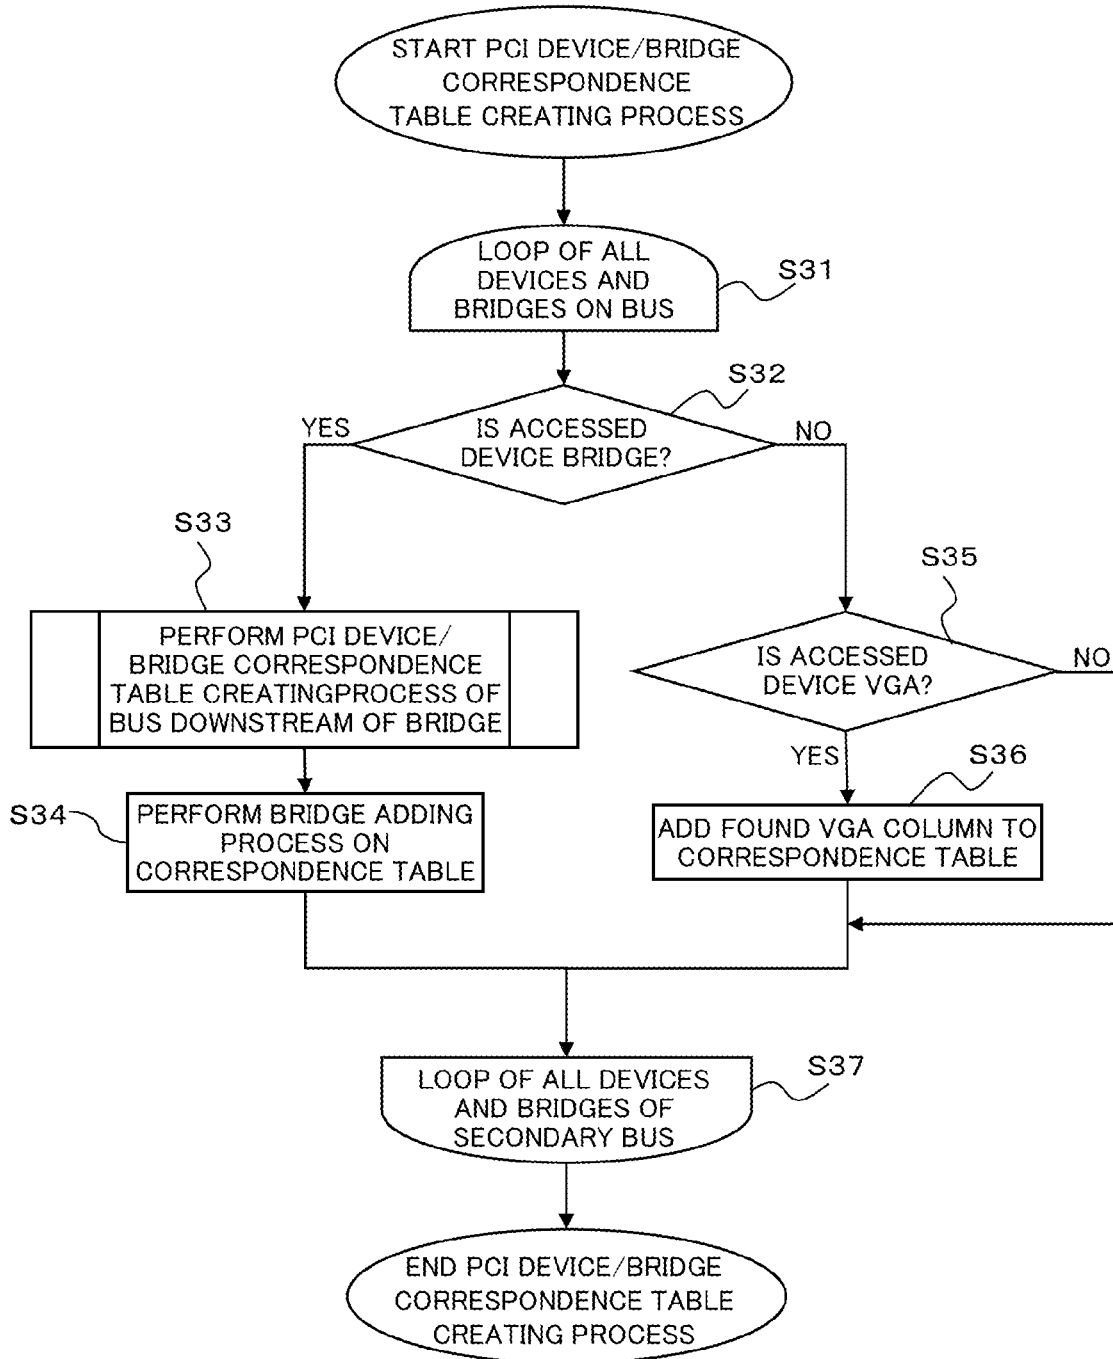 START PCI DEVICE/BRIDGE
CORRESPONDENCE
TABLE CREATING PROCESS
LOOP OF ALL
DEVICES AND
BRIDGES ON BUS
S31
S32
YES
IS ACCESSED
DEVICE BRIDGE?
NO
S33
PERFORM PCI DEVICE/
BRIDGE CORRESPONDENCE
TABLE CREATINGPROCESS OF
BUS DOWNSTREAM OF BRIDGE
S35
IS ACCESSED
DEVICE VGA?
NO
YES
S34
PERFORM BRIDGE ADDING
PROCESS ON
CORRESPONDENCE TABLE
S36
ADD FOUND VGA COLUMN TO
CORRESPONDENCE TABLE
LOOP OF ALL DEVICES
AND BRIDGES OF
SECONDARY BUS
S37
END PCI DEVICE/BRIDGE
CORRESPONDENCE TABLE
CREATING PROCESS